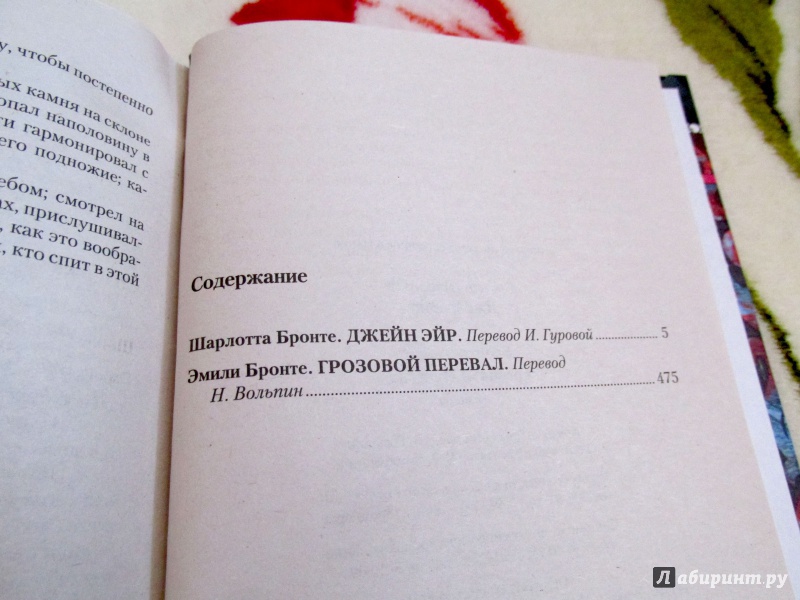 у, чтобы постепенно
ых камня на склоне
опал наполовину в
ти гармонировал с
его подножие; ка-
ебом; смотрел на
ах, прислушивал-
, как это вообра-
, кто спит в этой
Содержание
Шарлотта Бронте. ДЖЕЙН ЭЙР. Перевод И. Гуровой 5
Эмили Бронте. ГРОЗОВОЙ ПЕРЕВАЛ. Перевод
Н. Вольпин 475
Лабиринт.ру